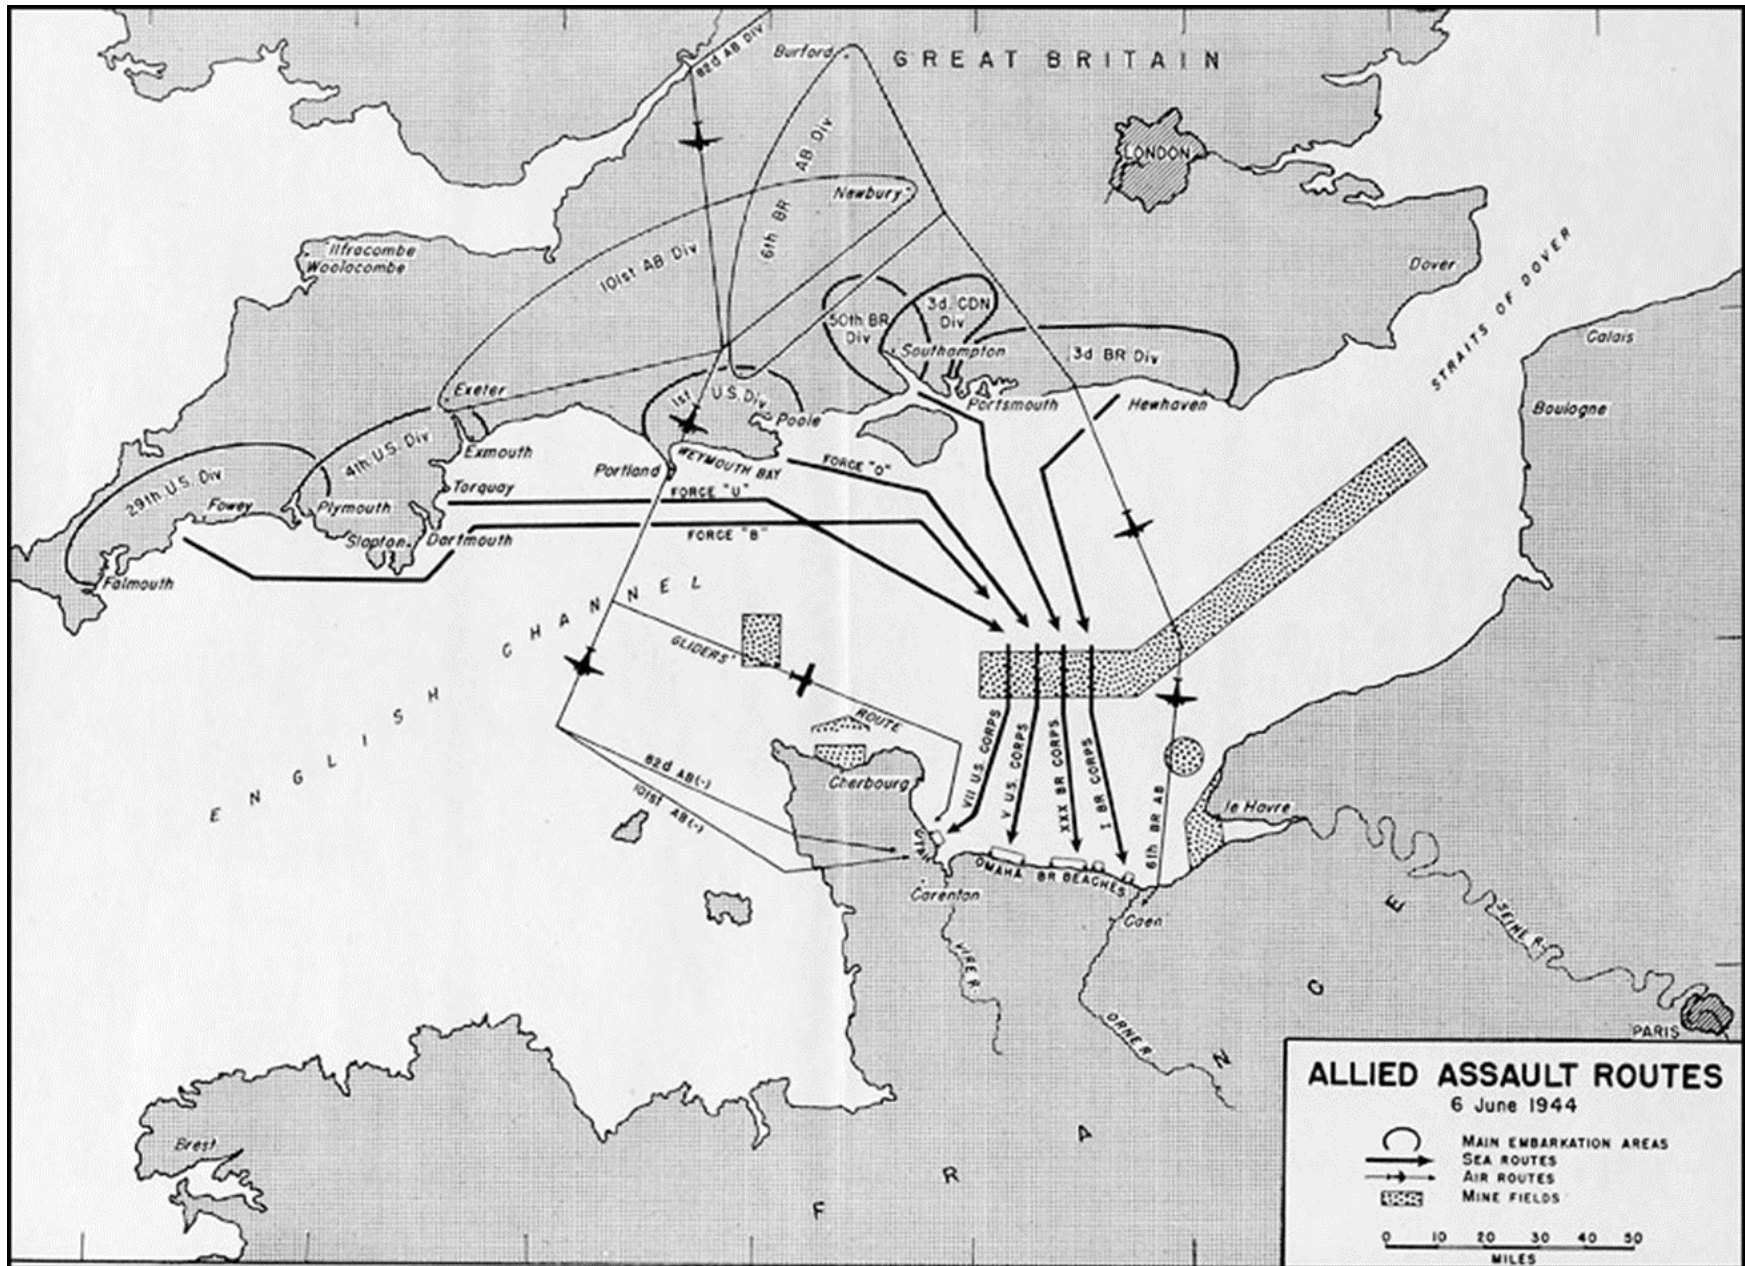 82d AB DIV
Burford
GREAT BRITAIN
LONDON
AB Div
6th BR
Newbury
101st AB Div
Ilfracombe
Woolacombe
Dover
STRAITS OF DOVER
3d. CDN
Div
50th BR
Div
Southampton
3d BR Div
Calais
Exeter
1st U.S. Div
Poole
Portsmouth
Hewhaven
Boulogne
4th U.S. Div
Exmouth
Portland
WEYMOUTH BAY
FORCE "O"
29th U.S. Div
Torquay
FORCE "U"
Fowey
Plymouth
Slapton
Dartmouth
FORCE "B"
Falmouth
ENGLISH CHANNEL
GLIDERS'
ROUTE
82d AB(-)
101st AB(-)
Cherbourg
VII U.S. CORPS
V U.S. CORPS
XXX BR CORPS
I BR CORPS
6th BR AB
le Havre
UTAH
OMAHA
BR BEACHES
Carentan
Caen
VIRE R.
ORNE R.
SEINE R.
PARIS
FRANCE
Brest
ALLIED ASSAULT ROUTES
6 June 1944
MAIN EMBARKATION AREAS
SEA ROUTES
AIR ROUTES
MINE FIELDS
0 10 20 30 40 50
MILES